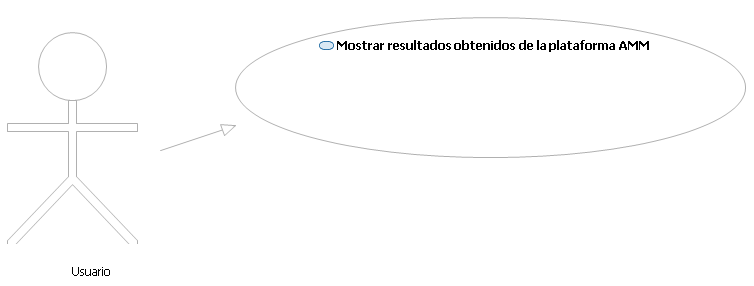 Mostrar resultados obtenidos de la plataforma AMM
Usuario